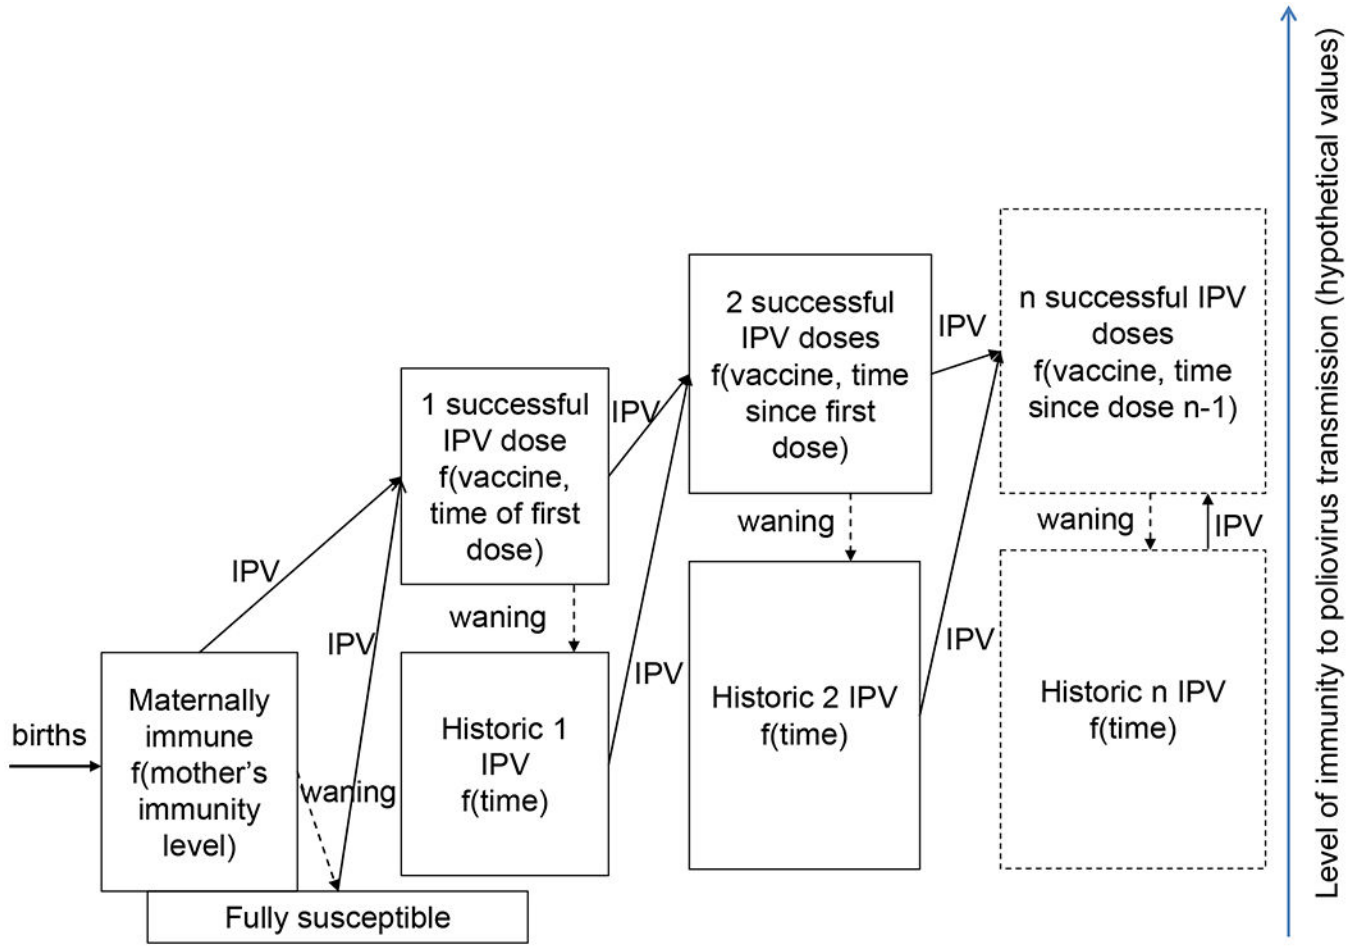 births
Maternally
immune
f(mother's
immunity
level)
waning
Fully susceptible
IPV
IPV
1 successful
IPV dose
f(vaccine,
time of first
dose)
waning
Historic 1
IPV
f(time)
IPV
IPV
2 successful
IPV doses
f(vaccine, time
since first
dose)
waning
Historic 2 IPV
f(time)
IPV
IPV
n successful IPV
doses
f(vaccine, time
since dose n-1)
waning
IPV
Historic n IPV
f(time)
Level of immunity to poliovirus transmission (hypothetical values)